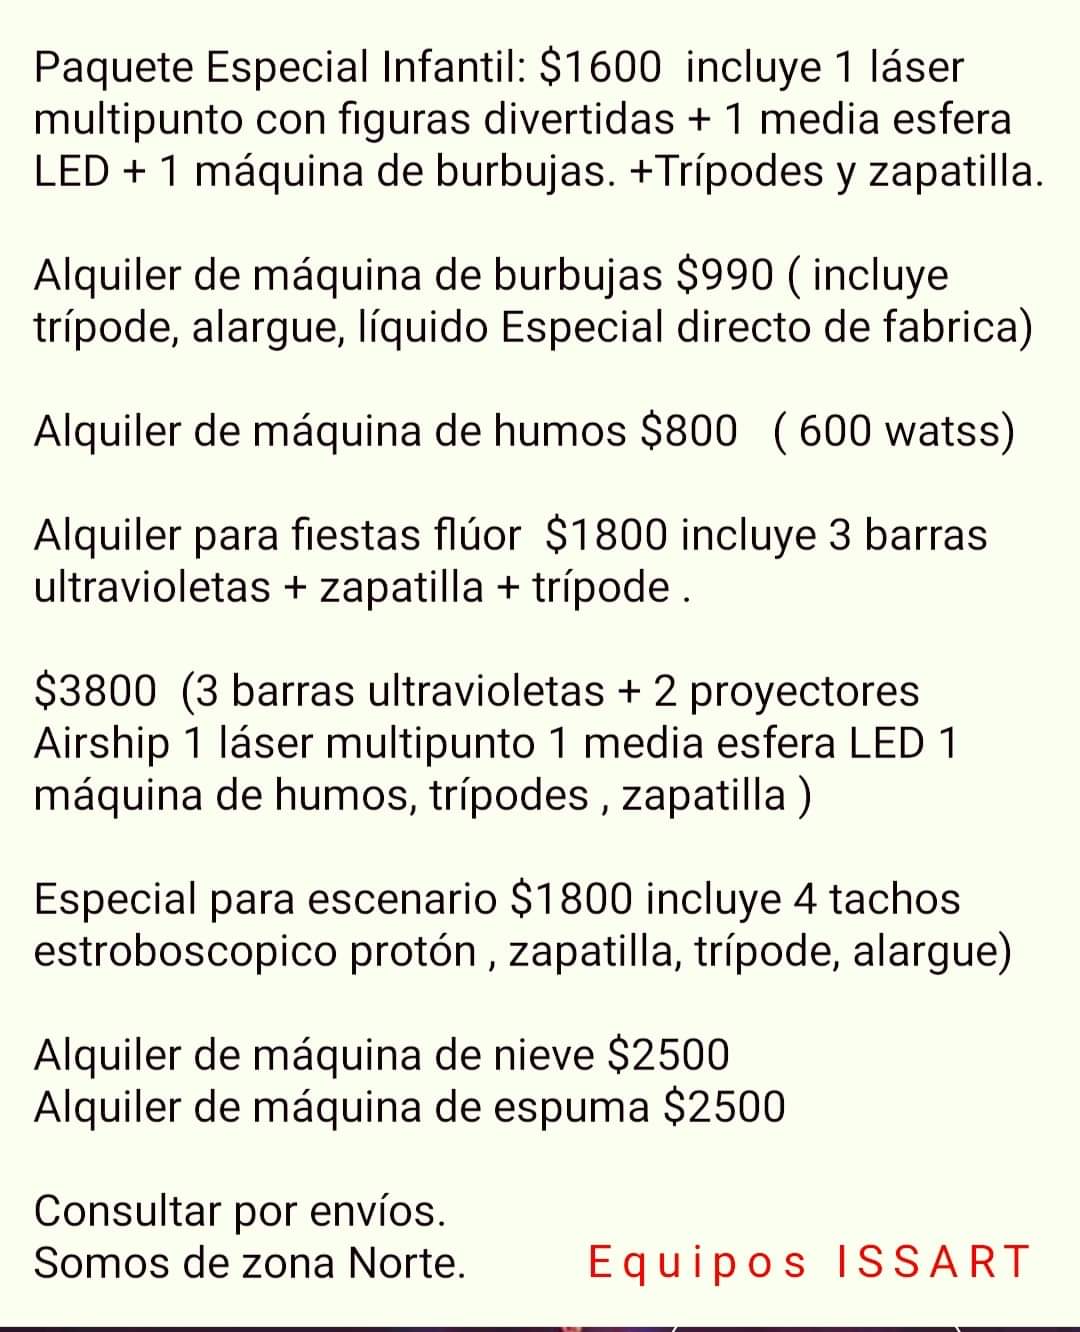 Paquete Especial Infantil: $1600  incluye 1 láser
multipunto con figuras divertidas + 1 media esfera
LED + 1 máquina de burbujas. +Trípodes y zapatilla.
Alquiler de máquina de burbujas $990 ( incluye
trípode, alargue, líquido Especial directo de fabrica)
Alquiler de máquina de humos $800   ( 600 watss)
Alquiler para fiestas flúor  $1800 incluye 3 barras
ultravioletas + zapatilla + trípode .
$3800  (3 barras ultravioletas + 2 proyectores
Airship 1 láser multipunto 1 media esfera LED 1
máquina de humos, trípodes , zapatilla )
Especial para escenario $1800 incluye 4 tachos
estroboscopico protón , zapatilla, trípode, alargue)
Alquiler de máquina de nieve $2500
Alquiler de máquina de espuma $2500
Consultar por envíos.
Somos de zona Norte.
Equipos ISSART